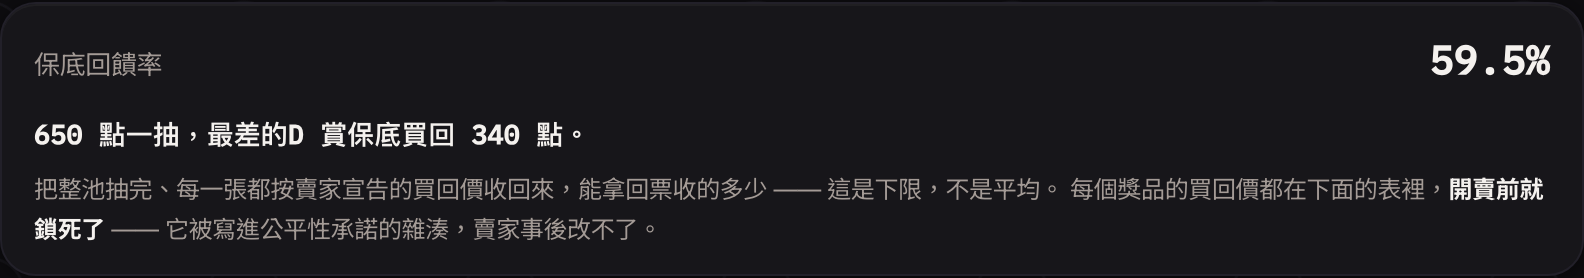 保底回饋率
59.5%
650 點一抽，最差的D 賞保底買回 340 點。
把整池抽完、每一張都按賣家宣告的買回價收回來，能拿回票收的多少 —— 這是下限，不是平均。 每個獎品的買回價都在下面的表裡，開賣前就
鎖死了 —— 它被寫進公平性承諾的雜湊，賣家事後改不了。